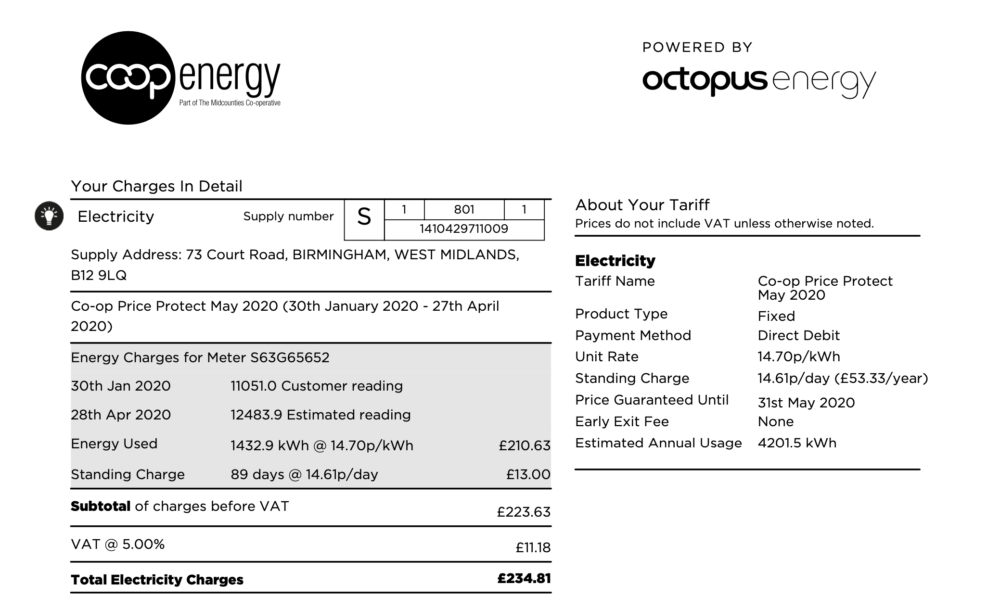 coop energy
Part of The Midcounties Co-operative
POWERED BY
octopus energy
Your Charges In Detail
Electricity Supply number S 1 801 1
1410429711009
Supply Address: 73 Court Road, BIRMINGHAM, WEST MIDLANDS,
B12 9LQ
Co-op Price Protect May 2020 (30th January 2020 - 27th April
2020)
Energy Charges for Meter S63G65652
30th Jan 2020 11051.0 Customer reading
28th Apr 2020 12483.9 Estimated reading
Energy Used 1432.9 kWh @ 14.70p/kWh £210.63
Standing Charge 89 days @ 14.61p/day £13.00
Subtotal of charges before VAT £223.63
VAT @ 5.00% £11.18
Total Electricity Charges £234.81
About Your Tariff
Prices do not include VAT unless otherwise noted.
Electricity
Tariff Name Co-op Price Protect
May 2020
Product Type Fixed
Payment Method Direct Debit
Unit Rate 14.70p/kWh
Standing Charge 14.61p/day (£53.33/year)
Price Guaranteed Until 31st May 2020
Early Exit Fee None
Estimated Annual Usage 4201.5 kWh